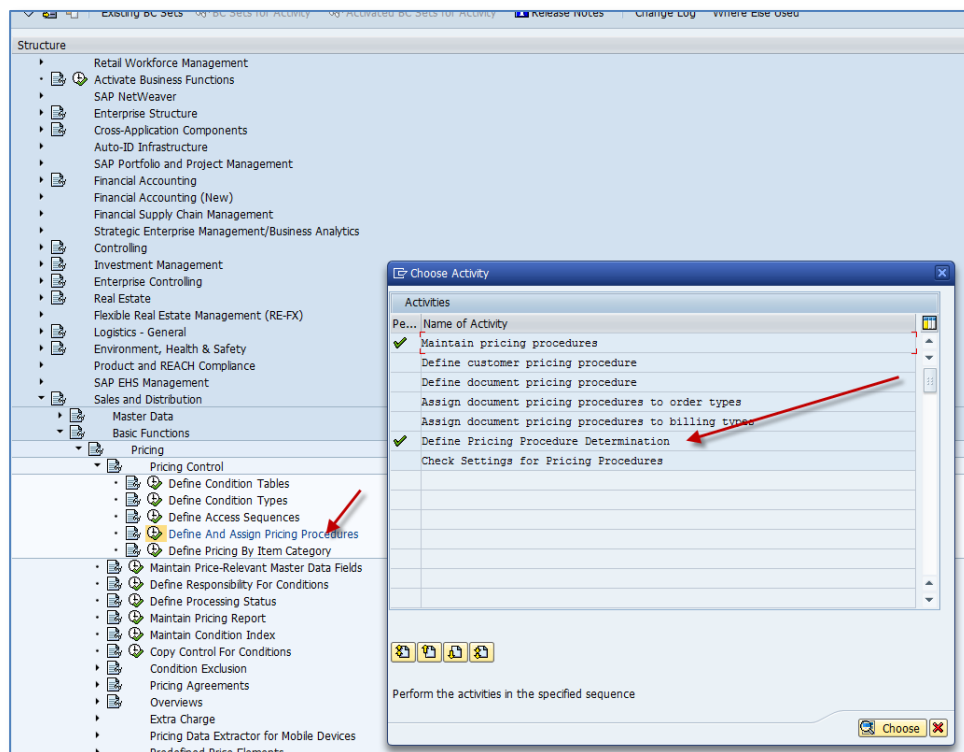 Existing BC Sets BC Sets for Activity Activated BC Sets for Activity Release Notes Change Log Where Else Used
Structure
Retail Workforce Management
Activate Business Functions
SAP NetWeaver
Enterprise Structure
Cross-Application Components
Auto-ID Infrastructure
SAP Portfolio and Project Management
Financial Accounting
Financial Accounting (New)
Financial Supply Chain Management
Strategic Enterprise Management/Business Analytics
Controlling
Investment Management
Enterprise Controlling
Real Estate
Flexible Real Estate Management (RE-FX)
Logistics - General
Environment, Health & Safety
Product and REACH Compliance
SAP EHS Management
Sales and Distribution
Master Data
Basic Functions
Pricing
Pricing Control
Define Condition Tables
Define Condition Types
Define Access Sequences
Define And Assign Pricing Procedures
Define Pricing By Item Category
Maintain Price-Relevant Master Data Fields
Define Responsibility For Conditions
Define Processing Status
Maintain Pricing Report
Maintain Condition Index
Copy Control For Conditions
Condition Exclusion
Pricing Agreements
Overviews
Extra Charge
Pricing Data Extractor for Mobile Devices
Predefined Price Elements
Choose Activity
Activities
Pe... Name of Activity
Maintain pricing procedures
Define customer pricing procedure
Define document pricing procedure
Assign document pricing procedures to order types
Assign document pricing procedures to billing types
Define Pricing Procedure Determination
Check Settings for Pricing Procedures
Perform the activities in the specified sequence
Choose